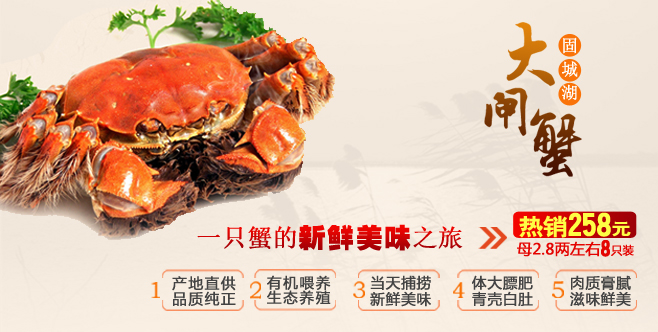 固城湖
大闸蟹
一只蟹的新鲜美味之旅
热销258元
母2.8两左右8只装
1 产地直供
品质纯正
2 有机喂养
生态养殖
3 当天捕捞
新鲜美味
4 体大膘肥
青壳白肚
5 肉质膏腻
滋味鲜美